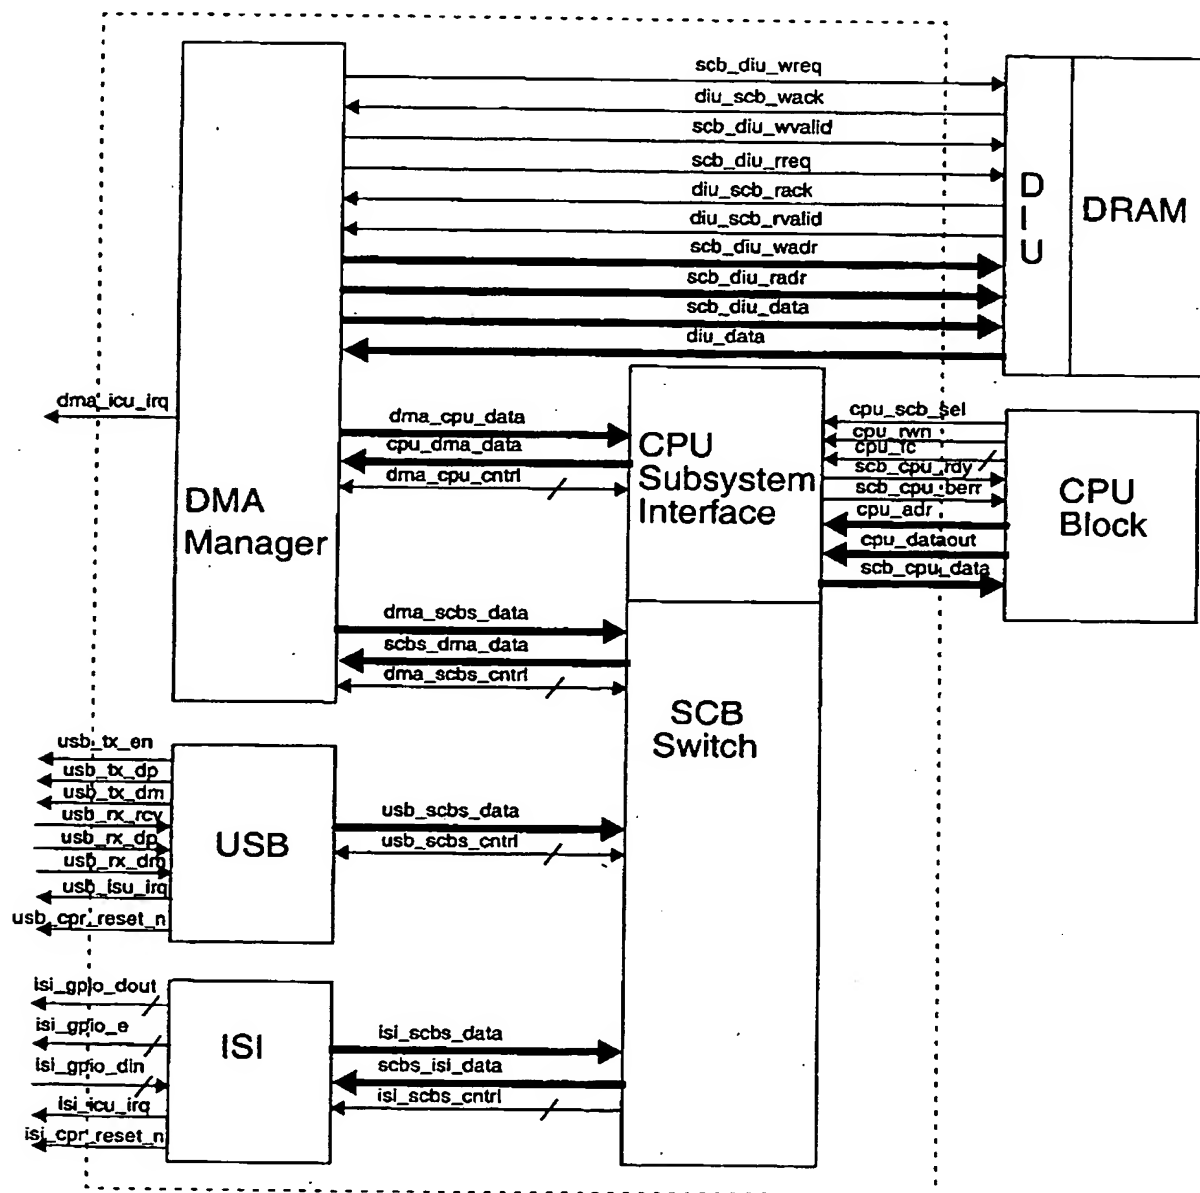 scb_diu_wreq
diu_scb_wack
scb_diu_wvalid
scb_diu_rreq
diu_scb_rack
diu_scb_rvalid
scb_diu_wadr
scb_diu_radr
scb_diu_data
diu_data
D
I
U
DRAM
dma_icu_irq
DMA
Manager
dma_cpu_data
cpu_dma_data
dma_cpu_cntrl
CPU
Subsystem
Interface
cpu_scb_sel
cpu_rwn
cpu_fc
scb_cpu_rdy
scb_cpu_berr
cpu_adr
cpu_dataout
scb_cpu_data
CPU
Block
dma_scbs_data
scbs_dma_data
dma_scbs_cntrl
SCB
Switch
usb_tx_en
usb_tx_dp
usb_tx_dm
usb_rx_rcv
usb_rx_dp
usb_rx_dm
usb_isu_irq
usb_cpr_reset_n
USB
usb_scbs_data
usb_scbs_cntrl
isi_gpio_dout
isi_gpio_e
isi_gpio_din
isi_icu_irq
isi_cpr_reset_n
ISI
isi_scbs_data
scbs_isi_data
isi_scbs_cntrl